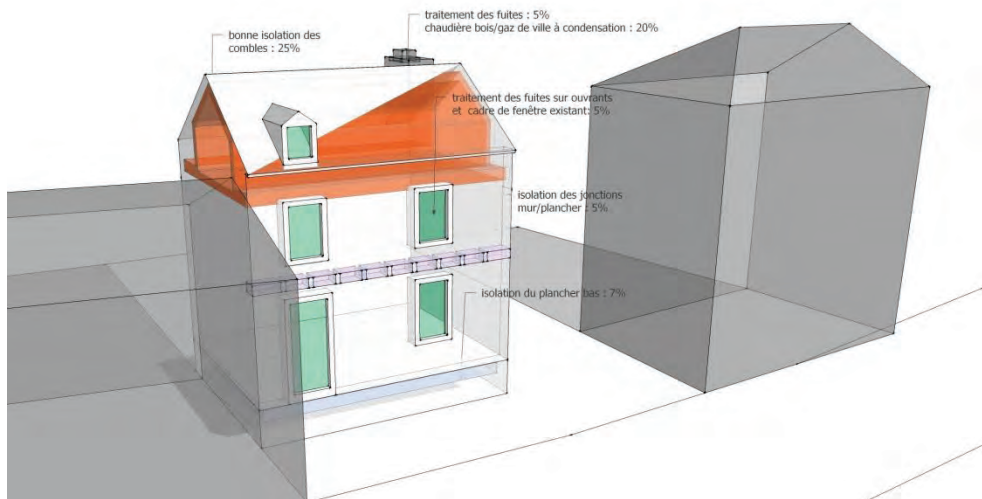 traitement des fuites : 5%
chaudière bois/gaz de ville à condensation : 20%
bonne isolation des
combles : 25%
traitement des fuites sur ouvrants
et cadre de fenêtre existant: 5%
isolation des jonctions
mur/plancher : 5%
isolation du plancher bas : 7%